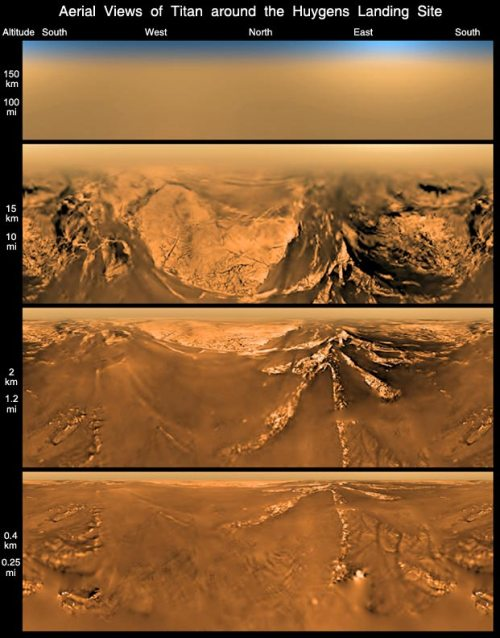 Aerial Views of Titan around the Huygens Landing Site
Altitude South West North East South
150
km
100
mi
15
km
10
mi
2
km
1.2
mi
0.4
km
0.25
mi